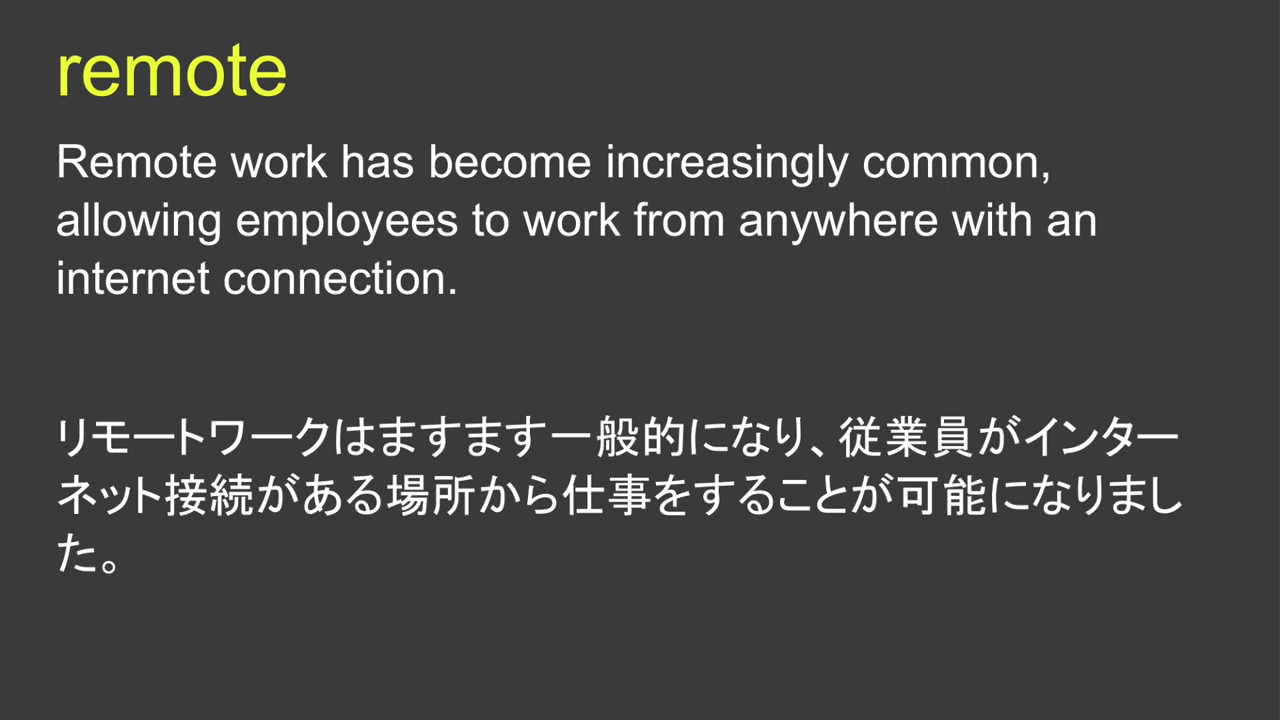 remote
Remote work has become increasingly common,
allowing employees to work from anywhere with an
internet connection.
リモートワークはますます一般的になり、従業員がインター
ネット接続がある場所から仕事をすることが可能になりまし
た。